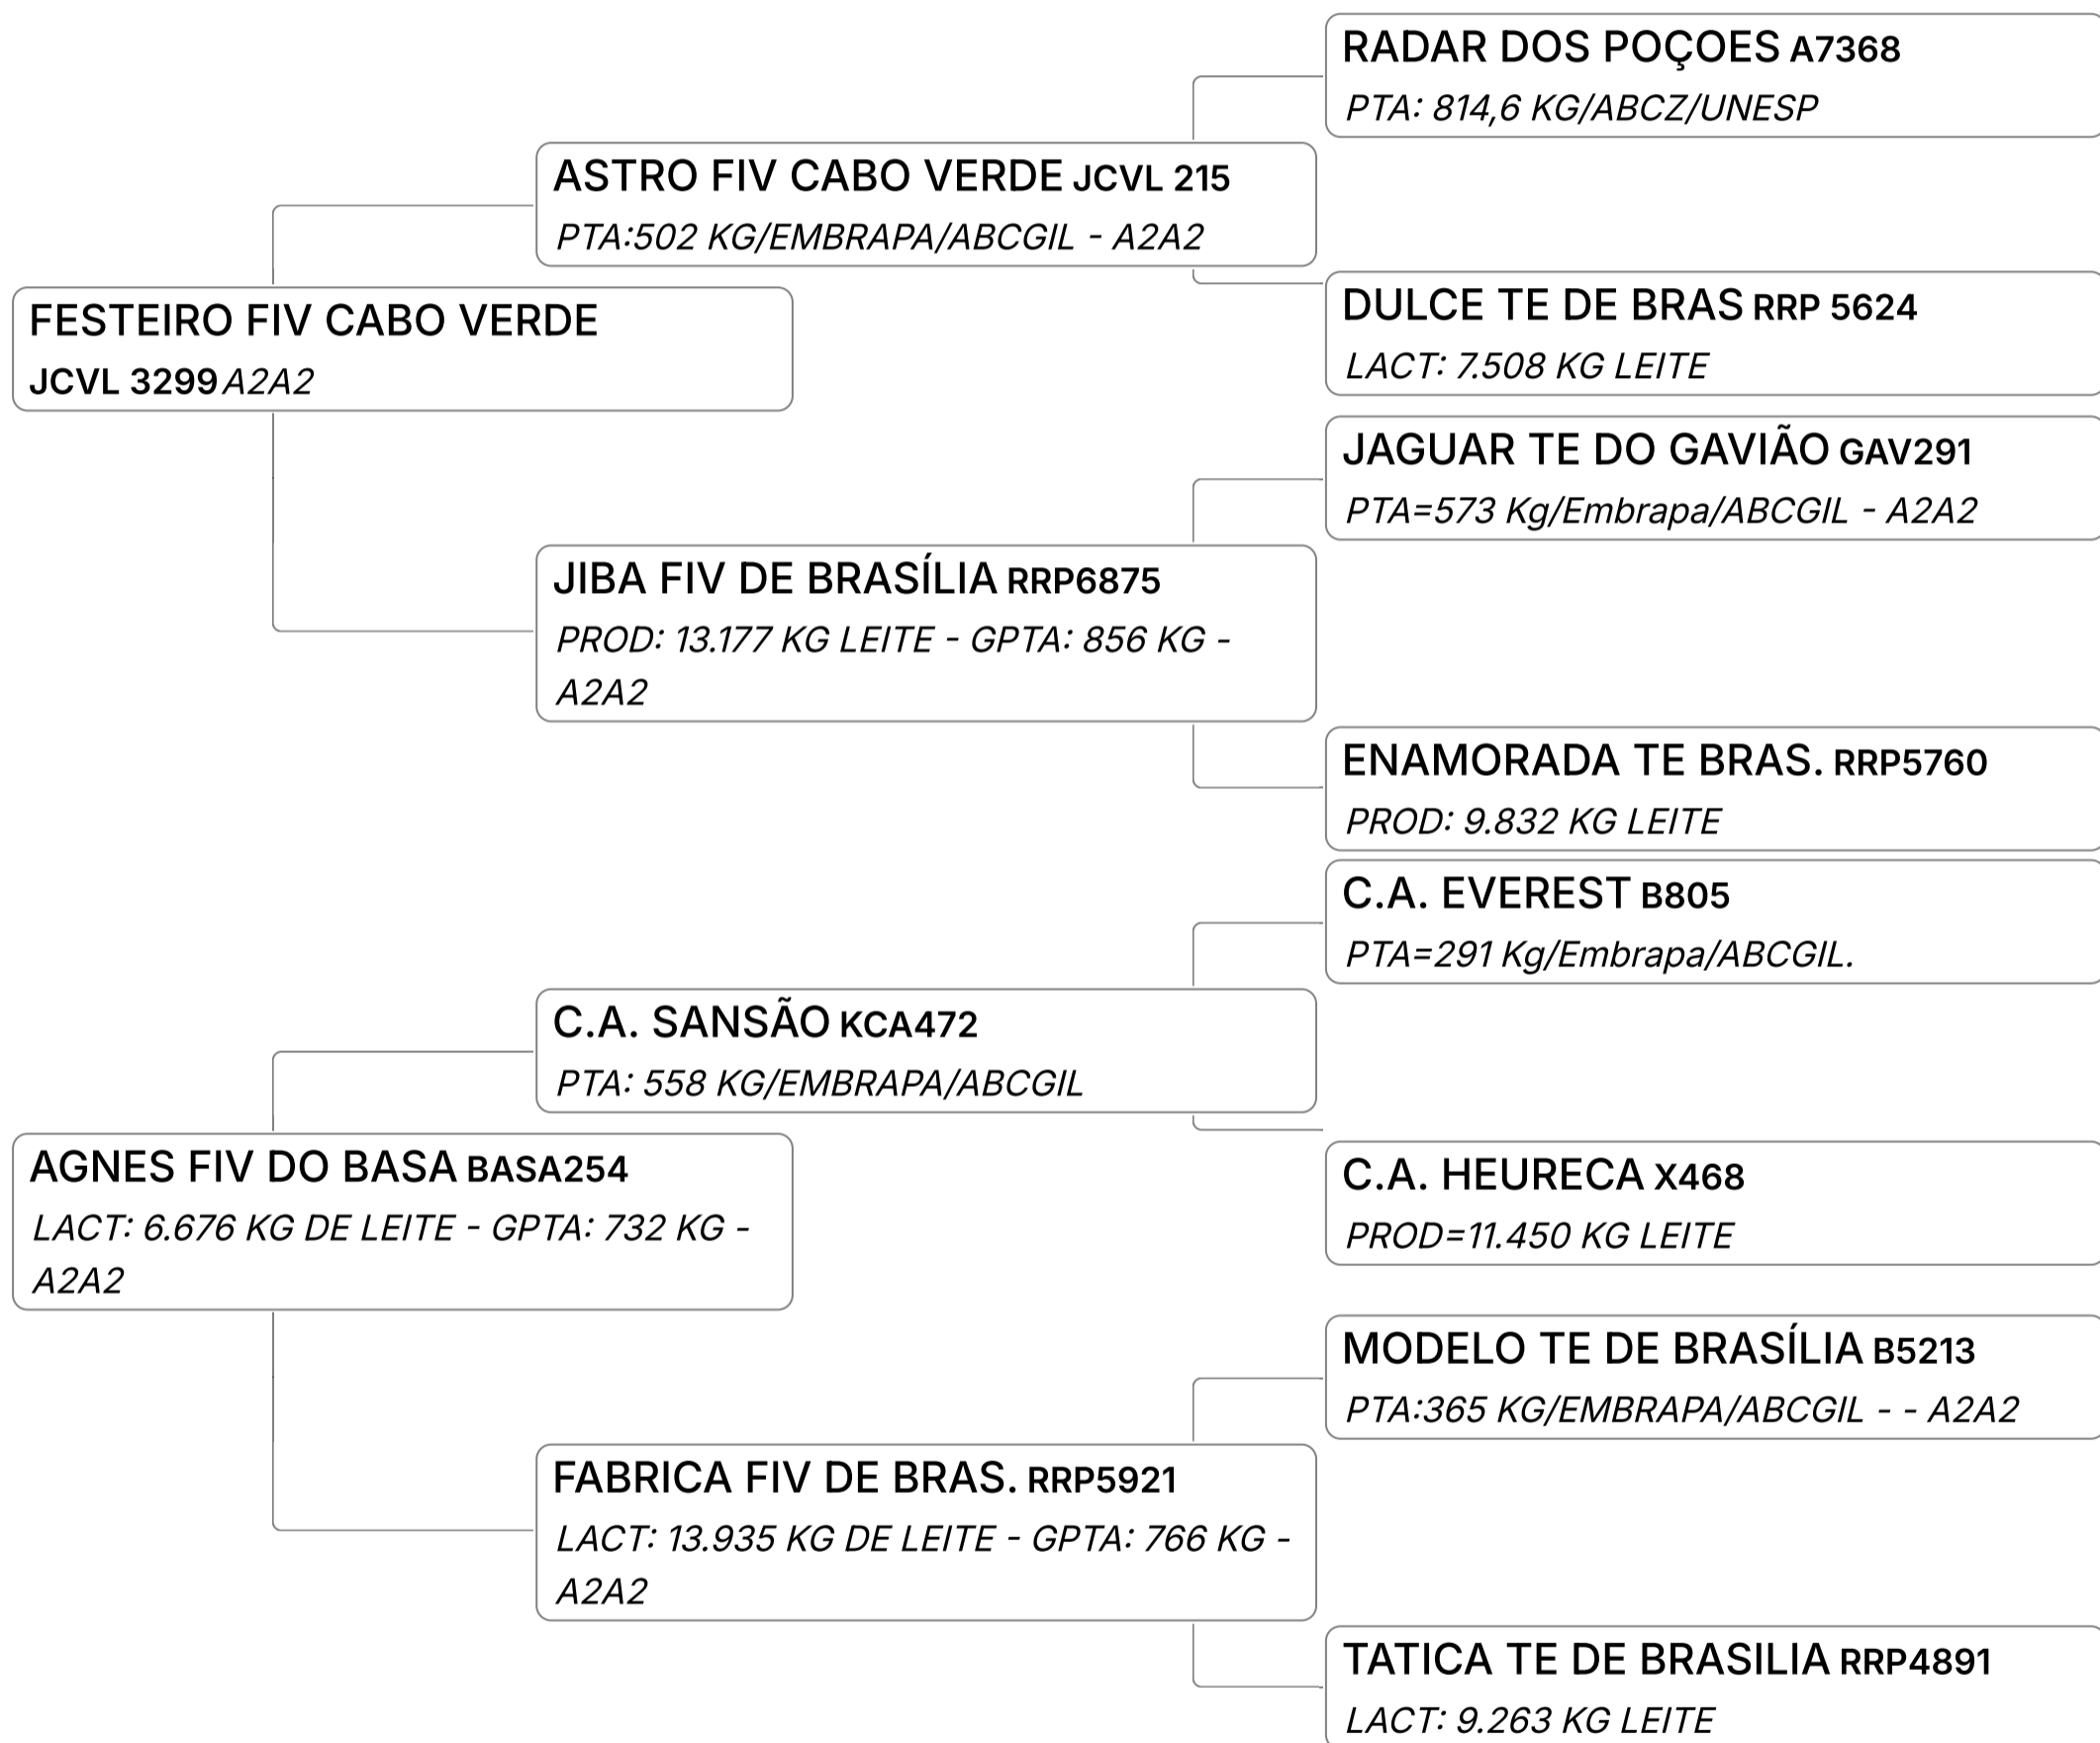 RADAR DOS POÇOES A7368
PTA: 814,6 KG/ABCZ/UNESP
ASTRO FIV CABO VERDE JCVL 215
PTA:502 KG/EMBRAPA/ABCGIL - A2A2
DULCE TE DE BRAS RRP 5624
LACT: 7.508 KG LEITE
FESTEIRO FIV CABO VERDE
JCVL 3299 A2A2
JAGUAR TE DO GAVIÃO GAV291
PTA=573 Kg/Embrapa/ABCGIL - A2A2
JIBA FIV DE BRASÍLIA RRP6875
PROD: 13.177 KG LEITE - GPTA: 856 KG -
A2A2
ENAMORADA TE BRAS. RRP5760
PROD: 9.832 KG LEITE
C.A. EVEREST B805
PTA=291 Kg/Embrapa/ABCGIL.
C.A. SANSÃO KCA472
PTA: 558 KG/EMBRAPA/ABCGIL
C.A. HEURECA X468
PROD=11.450 KG LEITE
AGNES FIV DO BASA BASA254
LACT: 6.676 KG DE LEITE - GPTA: 732 KG -
A2A2
MODELO TE DE BRASÍLIA B5213
PTA:365 KG/EMBRAPA/ABCGIL - - A2A2
FABRICA FIV DE BRAS. RRP5921
LACT: 13.935 KG DE LEITE - GPTA: 766 KG -
A2A2
TATICA TE DE BRASILIA RRP4891
LACT: 9.263 KG LEITE